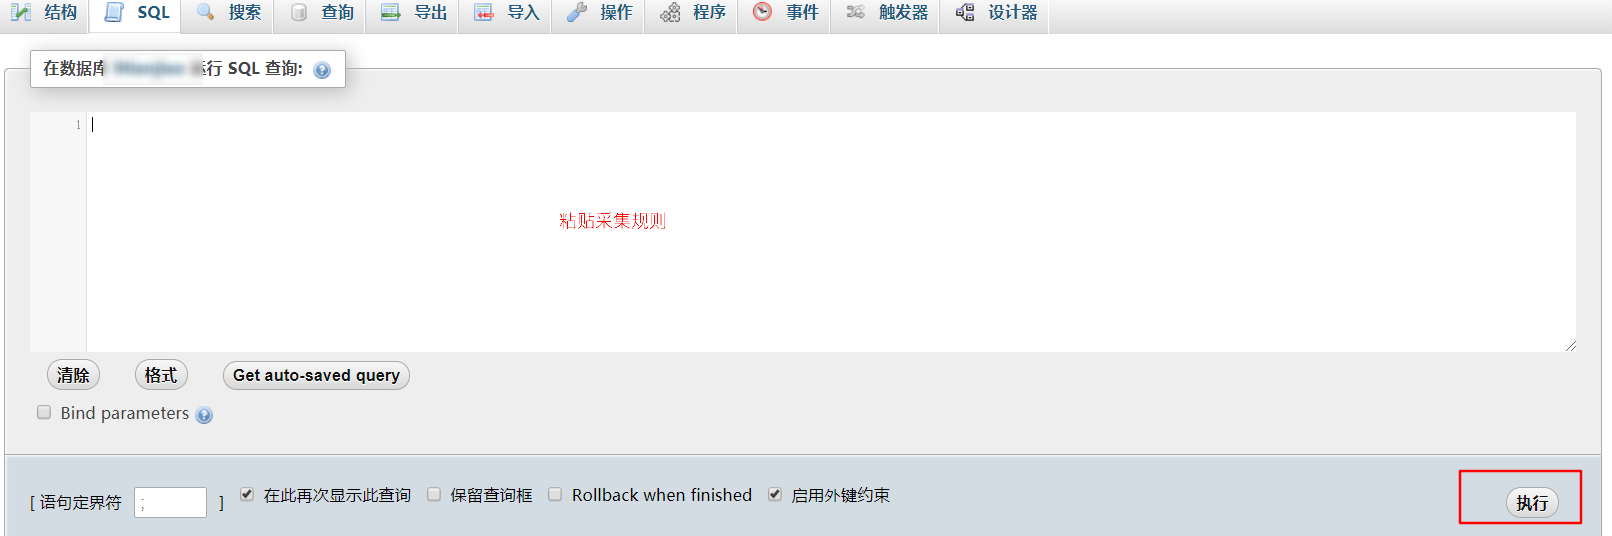 结构 SQL 搜索 查询 导出 导入 操作 程序 事件 触发器 设计器
在数据库 运行 SQL 查询:
1
粘贴采集规则
清除 格式 Get auto-saved query
Bind parameters
[ 语句定界符 ; ] 在此再次显示此查询 保留查询框 Rollback when finished 启用外键约束 执行